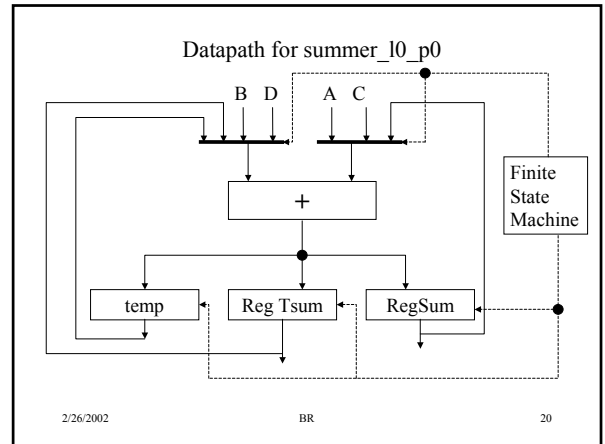 Datapath for summer_l0_p0
B D A C
Finite
State
Machine
+
temp Reg Tsum RegSum
2/26/2002 BR 20